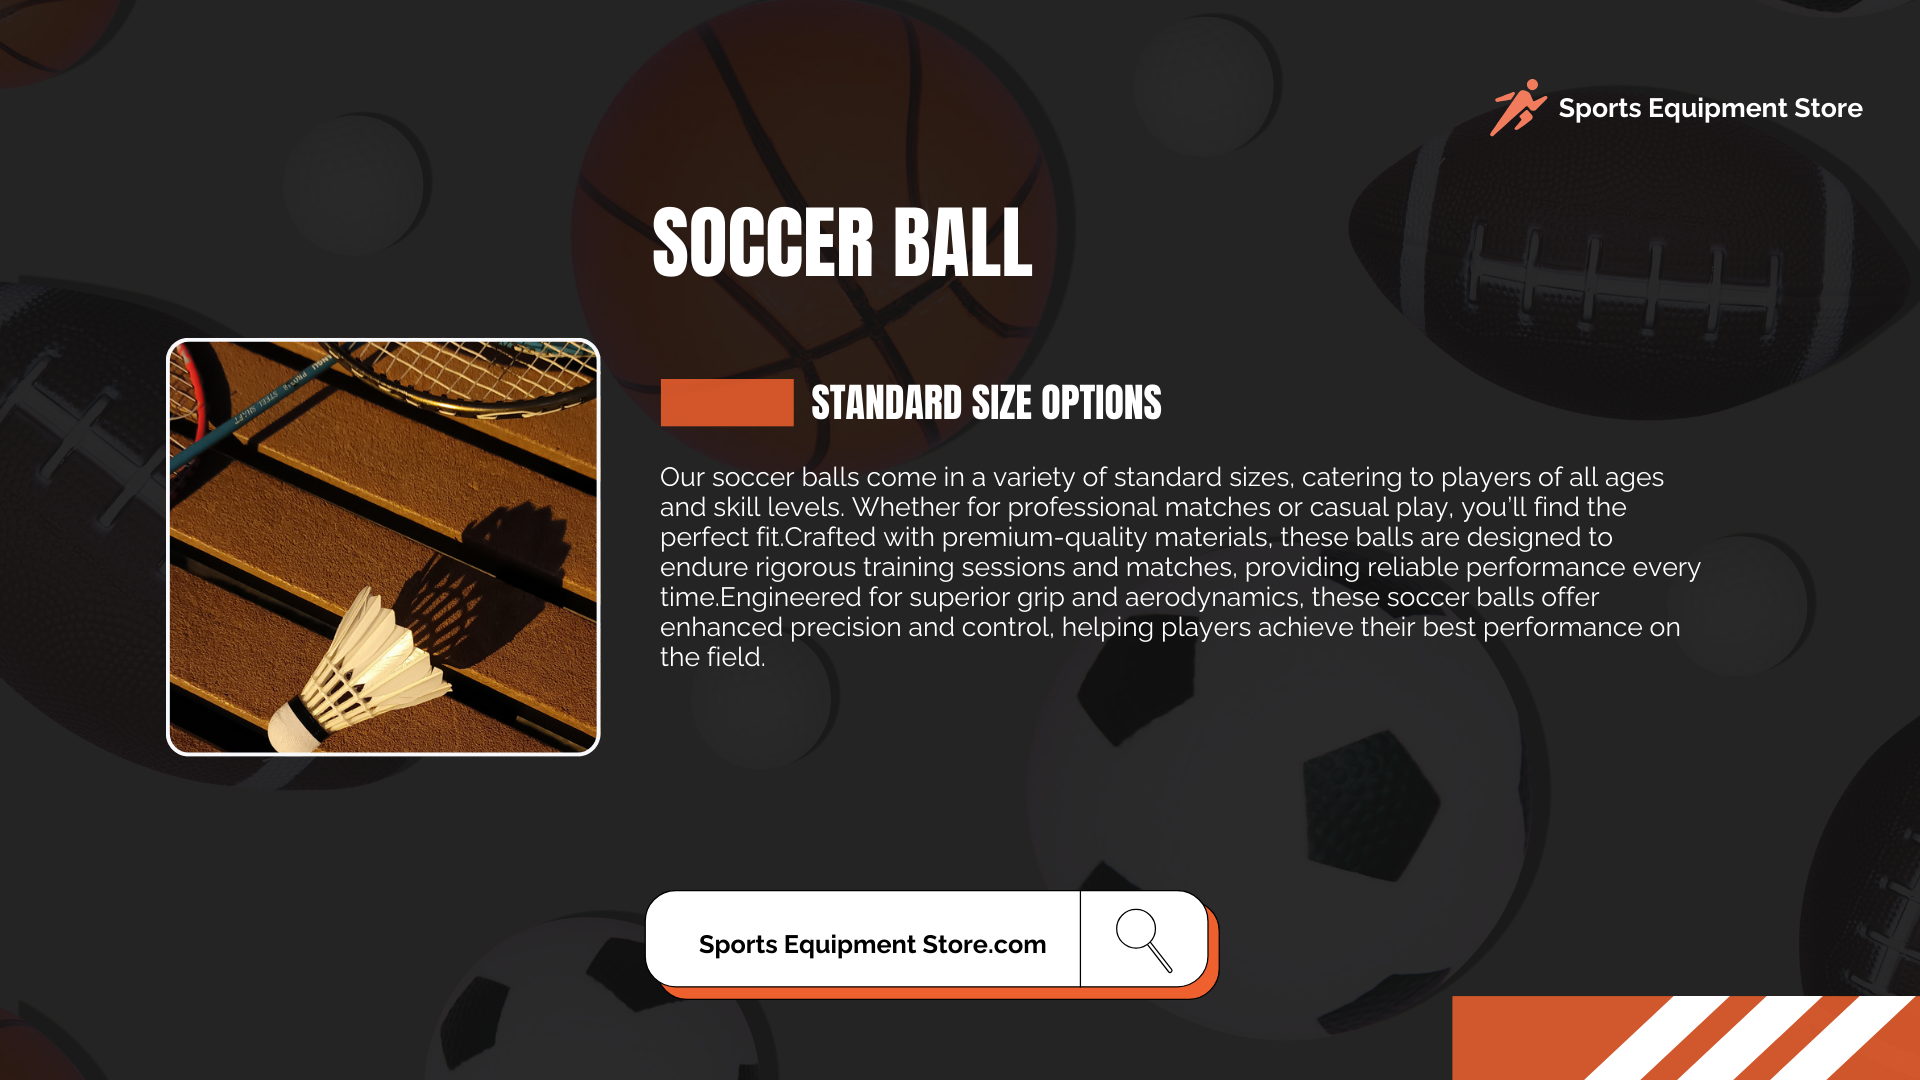 Sports Equipment Store
SOCCER BALL
STANDARD SIZE OPTIONS
Our soccer balls come in a variety of standard sizes, catering to players of all ages
and skill levels. Whether for professional matches or casual play, you’ll find the
perfect fit.Crafted with premium-quality materials, these balls are designed to
endure rigorous training sessions and matches, providing reliable performance every
time.Engineered for superior grip and aerodynamics, these soccer balls offer
enhanced precision and control, helping players achieve their best performance on
the field.
STEEL SHAFT
Sports Equipment Store.com